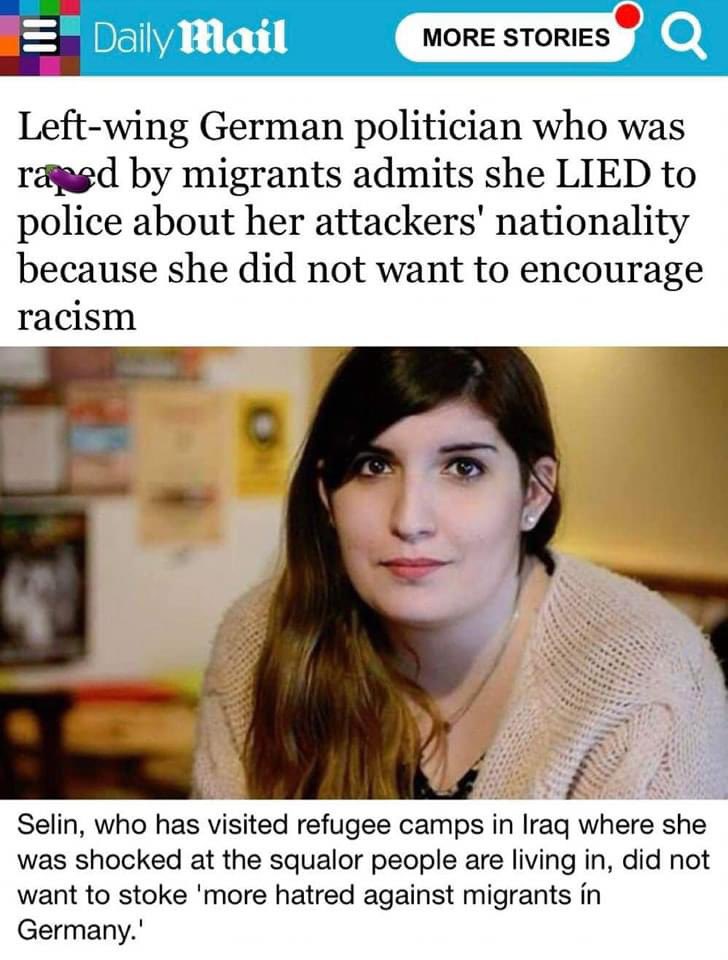 Daily Mail
MORE STORIES
Left-wing German politician who was
ra🍆ed by migrants admits she LIED to
police about her attackers' nationality
because she did not want to encourage
racism
Selin, who has visited refugee camps in Iraq where she
was shocked at the squalor people are living in, did not
want to stoke 'more hatred against migrants ín
Germany.'